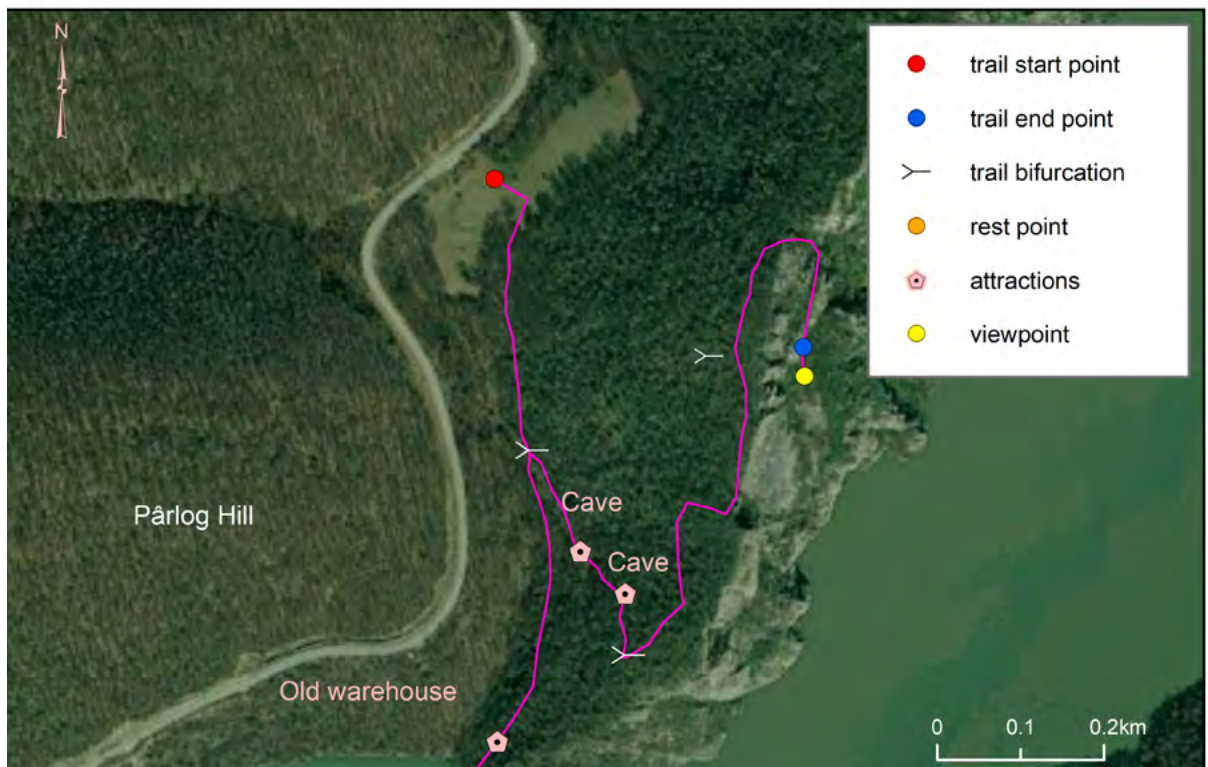 N
trail start point
trail end point
trail bifurcation
rest point
attractions
viewpoint
Cave
Pârlog Hill
Cave
Old warehouse
0 0.1 0.2km